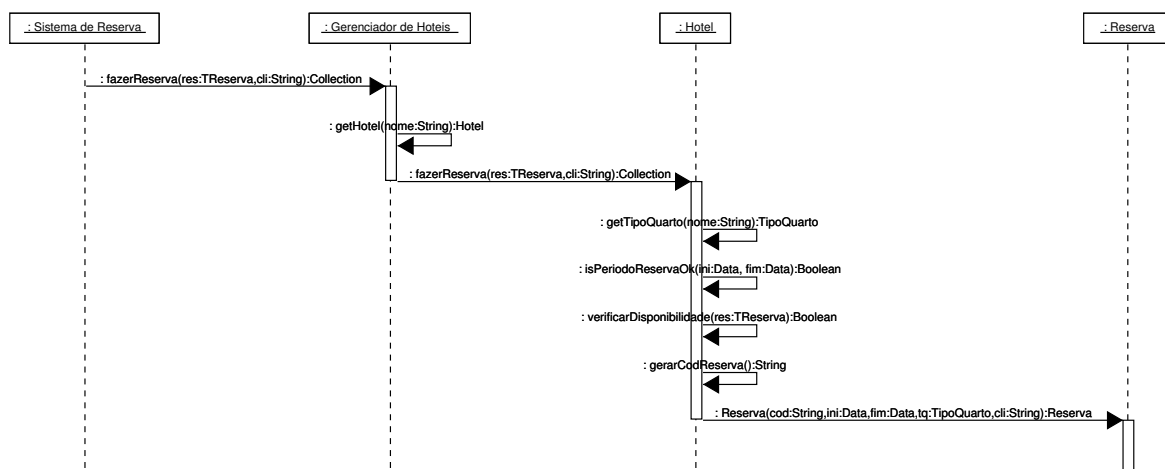 : Sistema de Reserva
: Gerenciador de Hoteis
: Hotel
: Reserva
: fazerReserva(res:TReserva,cli:String):Collection
: getHotel(nome:String):Hotel
: fazerReserva(res:TReserva,cli:String):Collection
: getTipoQuarto(nome:String):TipoQuarto
: isPeriodoReservaOk(ini:Data, fim:Data):Boolean
: verificarDisponibilidade(res:TReserva):Boolean
: gerarCodReserva():String
: Reserva(cod:String,ini:Data,fim:Data,tq:TipoQuarto,cli:String):Reserva